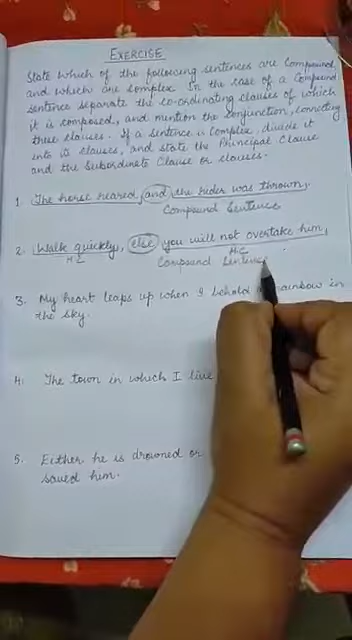 EXERCISE
State which of the following sentences are Compound
and which are complex. In the case of a Compound
sentence separate the co-ordinating clauses of which
it is composed, and mention the conjunction, connecting
these clauses. If a sentence is Complex, divide it
into its clauses, and state the Principal Clause
and the Subordinate Clause or clauses.
1. The horse reared, and the rider was thrown,
Compound Sentence
2. Walk quickly, else you will not overtake him,
M.C M.C
Compound Sentence
3. My heart leaps up when I behold a rainbow in
the sky.
4. The town in which I live
5. Either he is drowned or
saved him.